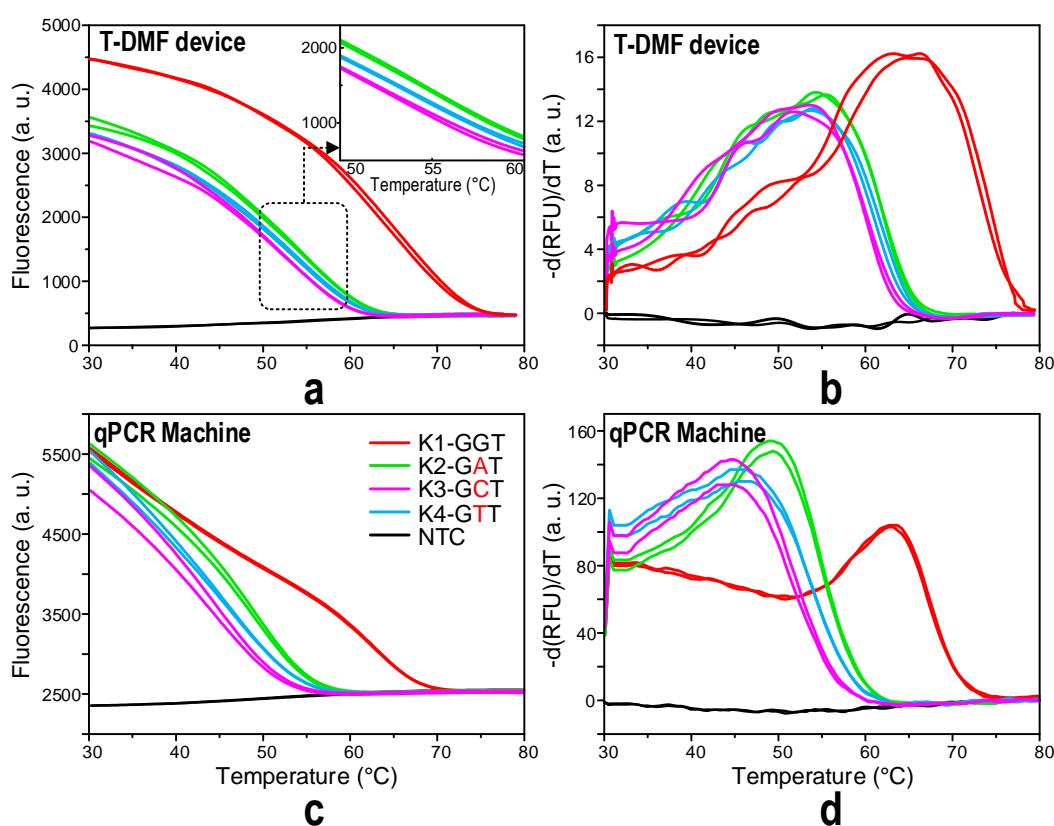 T-DMF device
Fluorescence (a. u.)
5000
4000
3000
2000
1000
0
30 40 50 60 70 80
2000
1000
50 55 60
Temperature (°C)
a
T-DMF device
-d(RFU)/dT (a. u.)
16
12
8
4
0
30 40 50 60 70 80
b
qPCR Machine
Fluorescence (a. u.)
5500
4500
3500
2500
30 40 50 60 70 80
Temperature (°C)
K1-GGT
K2-GAT
K3-GCT
K4-GTT
NTC
c
qPCR Machine
-d(RFU)/dT (a. u.)
160
120
80
40
0
30 40 50 60 70 80
Temperature (°C)
d